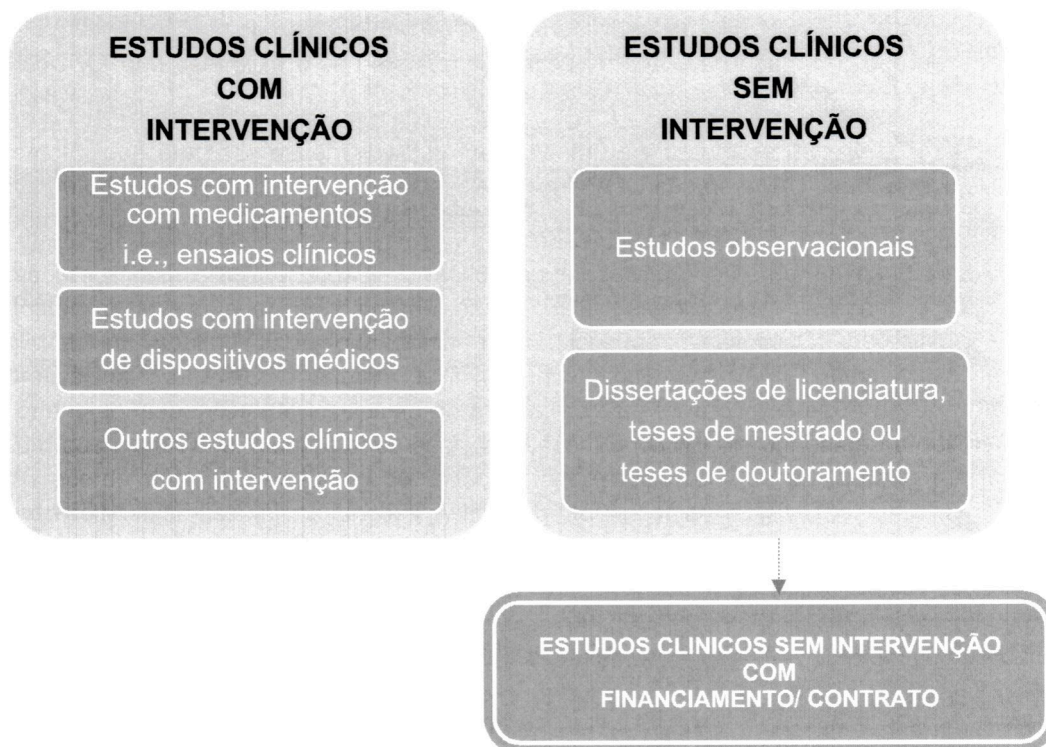 ESTUDOS CLÍNICOS
COM
INTERVENÇÃO
Estudos com intervenção
com medicamentos
i.e., ensaios clínicos
Estudos com intervenção
de dispositivos médicos
Outros estudos clínicos
com intervenção
ESTUDOS CLÍNICOS
SEM
INTERVENÇÃO
Estudos observacionais
Dissertações de licenciatura,
teses de mestrado ou
teses de doutoramento
ESTUDOS CLINICOS SEM INTERVENÇÃO
COM
FINANCIAMENTO/ CONTRATO